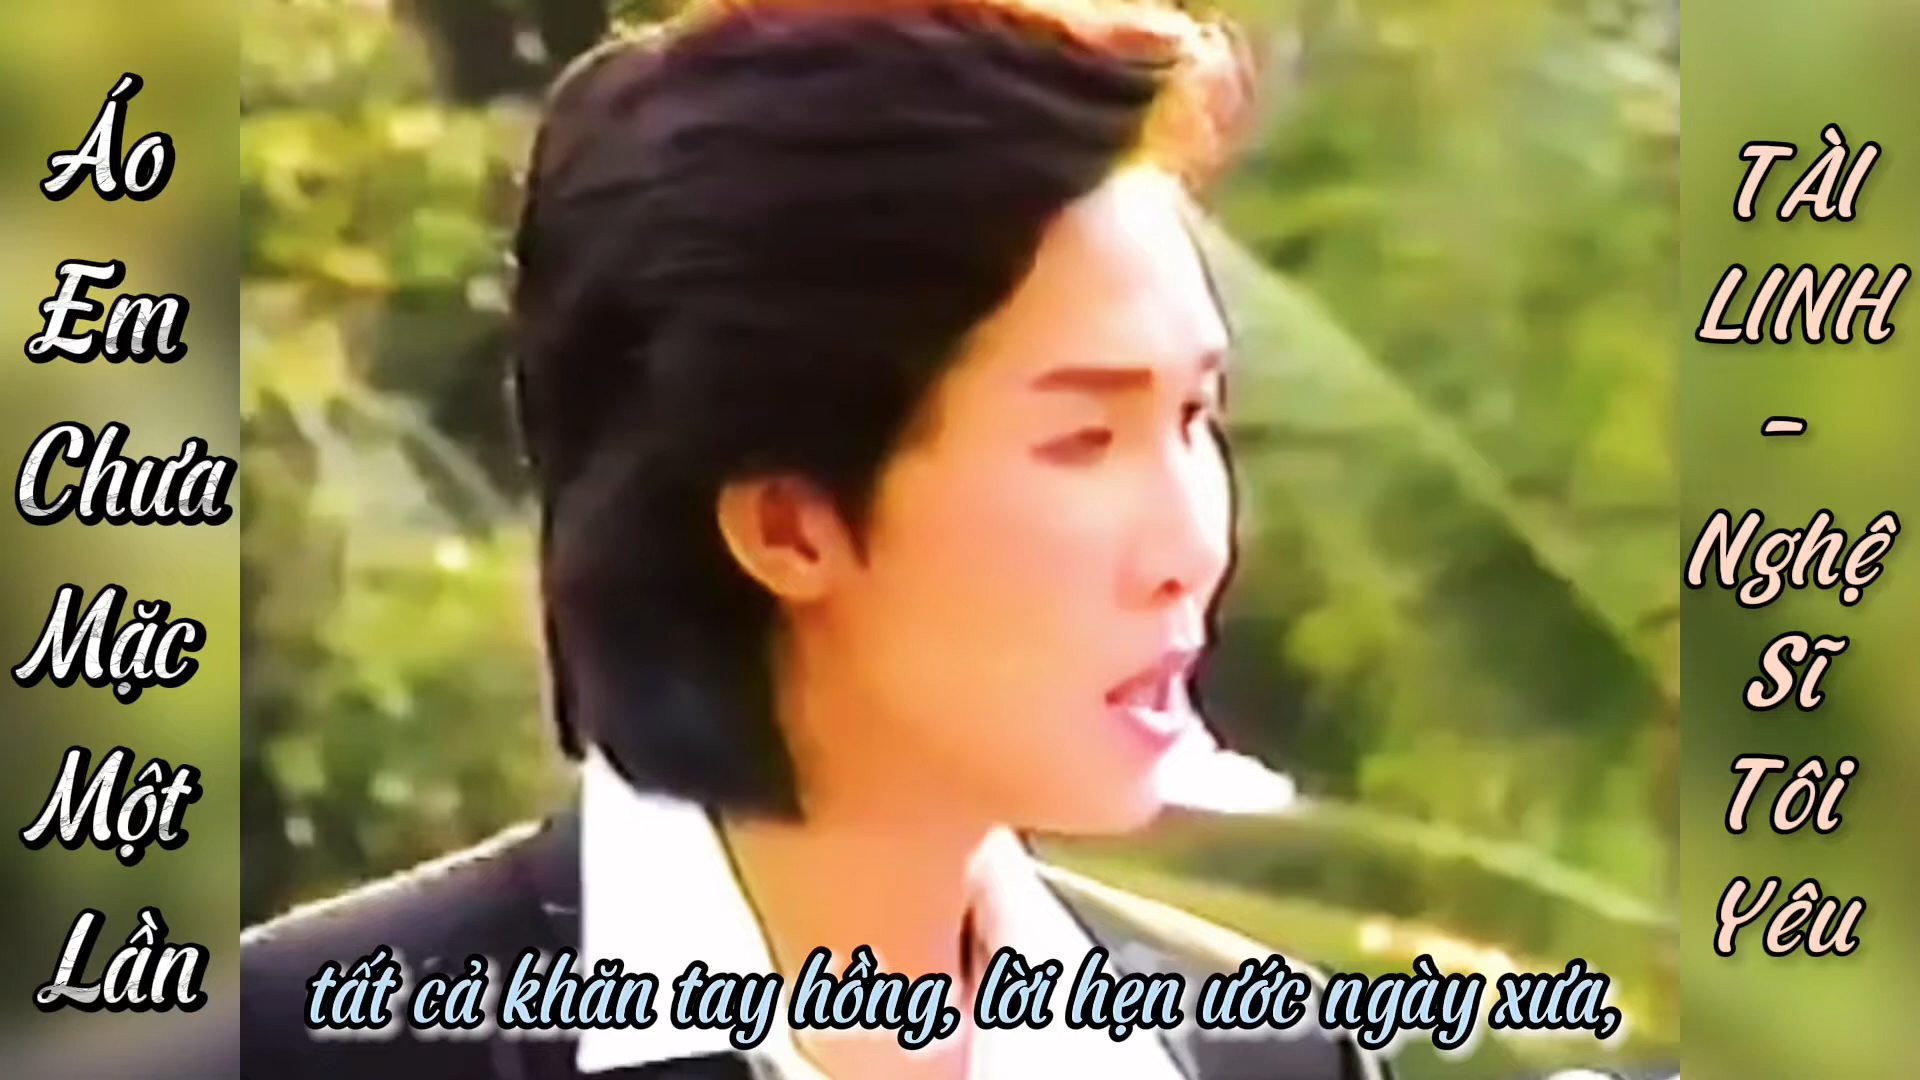 Áo
Em
Chưa
Mặc
Một
Lần
TÀI
LINH
-
Nghệ
Sĩ
Tôi
Yêu
tất cả khăn tay hồng, lời hẹn ước ngày xưa,